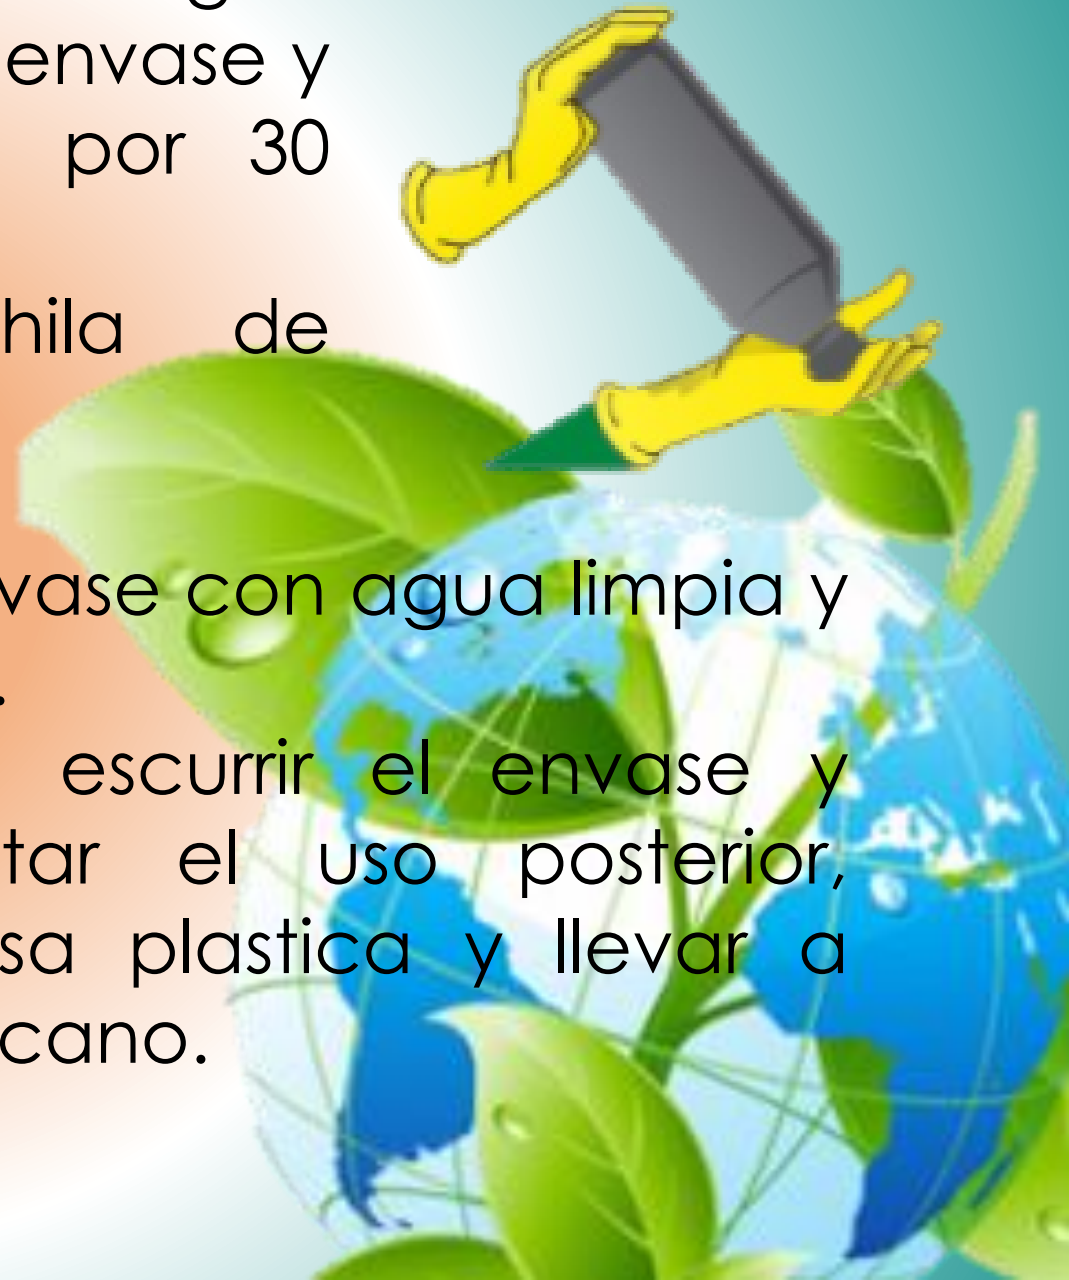 envase y
por 30
hila de
vase con agua limpia y
.
escurrir el envase y
tar el uso posterior,
sa plastica y llevar a
cano.